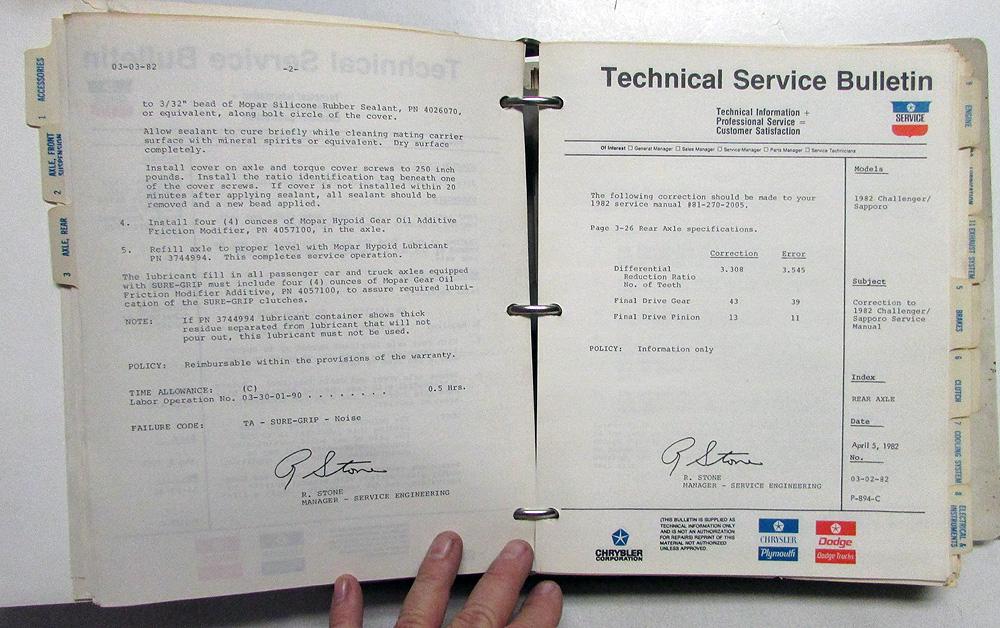 03-03-82 -2-
to 3/32" bead of Mopar Silicone Rubber Sealant, PN 4026070,
or equivalent, along bolt circle of the cover.
Allow sealant to cure briefly while cleaning mating carrier
surface with mineral spirits or equivalent. Dry surface
completely.
Install cover on axle and torque cover screws to 250 inch
pounds. Install the ratio identification tag beneath one
of the cover screws. If cover is not installed within 20
minutes after applying sealant, all sealant should be
removed and a new bead applied.
4. Install four (4) ounces of Mopar Hypoid Gear Oil Additive
Friction Modifier, PN 4057100, in the axle.
5. Refill axle to proper level with Mopar Hypoid Lubricant
PN 3744994. This completes service operation.
The lubricant fill in all passenger car and truck axles equipped
with SURE-GRIP must include four (4) ounces of Mopar Gear Oil
Friction Modifier Additive, PN 4057100, to assure required lubri-
cation of the SURE-GRIP clutches.
NOTE: If PN 3744994 lubricant container shows thick
residue separated from lubricant that will not
pour out, this lubricant must not be used.
POLICY: Reimbursable within the provisions of the warranty.
TIME ALLOWANCE: (C)
Labor Operation No. 03-30-01-90 . . . . . . . . 0.5 Hrs.
FAILURE CODE: TA - SURE-GRIP - Noise
R Stone
R. STONE
MANAGER - SERVICE ENGINEERING
1 ACCESSORIES
2 AXLE, FRONT
SUSPENSION
3 AXLE, REAR
Technical Service Bulletin
Technical Information +
Professional Service =
Customer Satisfaction
SERVICE
Of Interest □ General Manager □ Sales Manager □ Service Manager □ Parts Manager □ Service Technicians
The following correction should be made to your
1982 service manual #81-270-2005.
Page 3-26 Rear Axle specifications.
Correction Error
Differential 3.308 3.545
Reduction Ratio
No. of Teeth
Final Drive Gear 43 39
Final Drive Pinion 13 11
POLICY: Information only
R Stone
R. STONE
MANAGER - SERVICE ENGINEERING
Models
1982 Challenger/
Sapporo
Subject
Correction to
1982 Challenger/
Sapporo Service
Manual
Index
REAR AXLE
Date
April 5, 1982
No.
03-02-82
P-894-C
CHRYSLER
CORPORATION
(THIS BULLETIN IS SUPPLIED AS
TECHNICAL INFORMATION ONLY
AND IS NOT AN AUTHORIZATION
FOR REPAIR) REPRINT OF THIS
MATERIAL NOT AUTHORIZED
UNLESS APPROVED.
CHRYSLER
Plymouth
Dodge
Dodge Trucks
9 ENGINE
11 EXHAUST SYSTEM
5 BRAKES
6 CLUTCH
7 COOLING SYSTEM
8 ELECTRICAL &
INSTRUMENTS